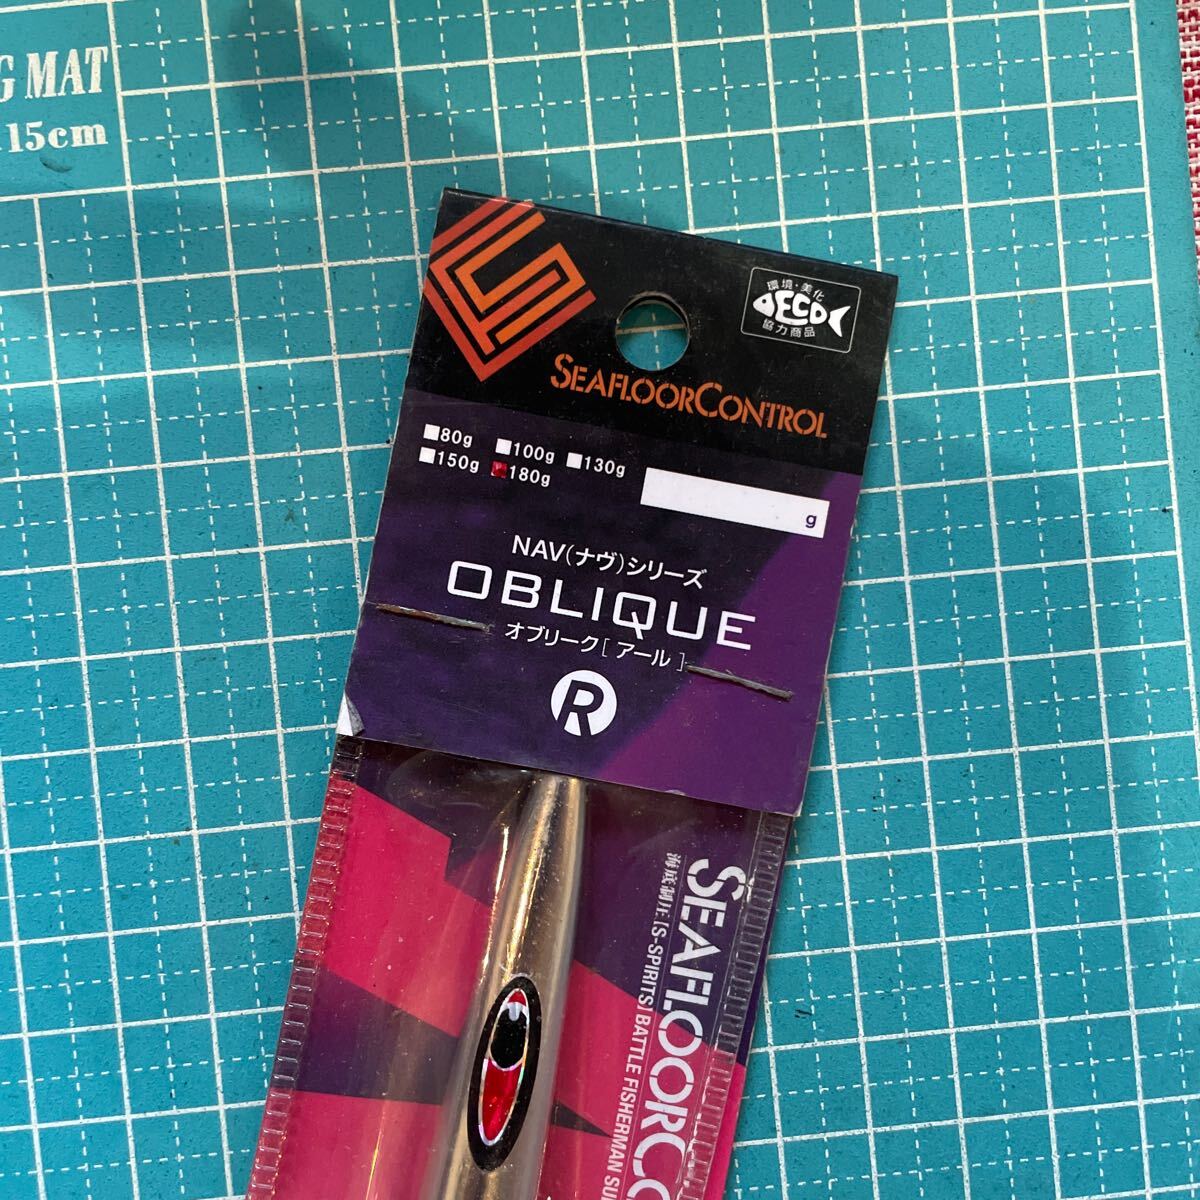 G MAT
15cm
環境・美化
ECO
協力商品
SEAFLOORCONTROL
80g 100g 130g
150g 180g
g
NAV(ナヴ)シリーズ
OBLIQUE
オブリーク[アール]
R
SEAFLOORCO
海底制圧 [S-SPIRITS] BATTLE FISHERMAN SU